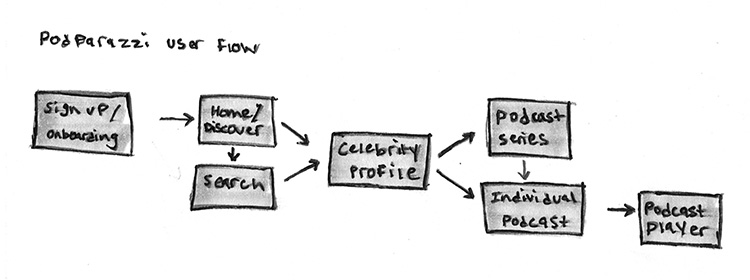 PodParazzi user flow
Sign up/
onboarding
Home/
Discover
Search
Celebrity
Profile
Podcast
series
Individual
Podcast
Podcast
Player